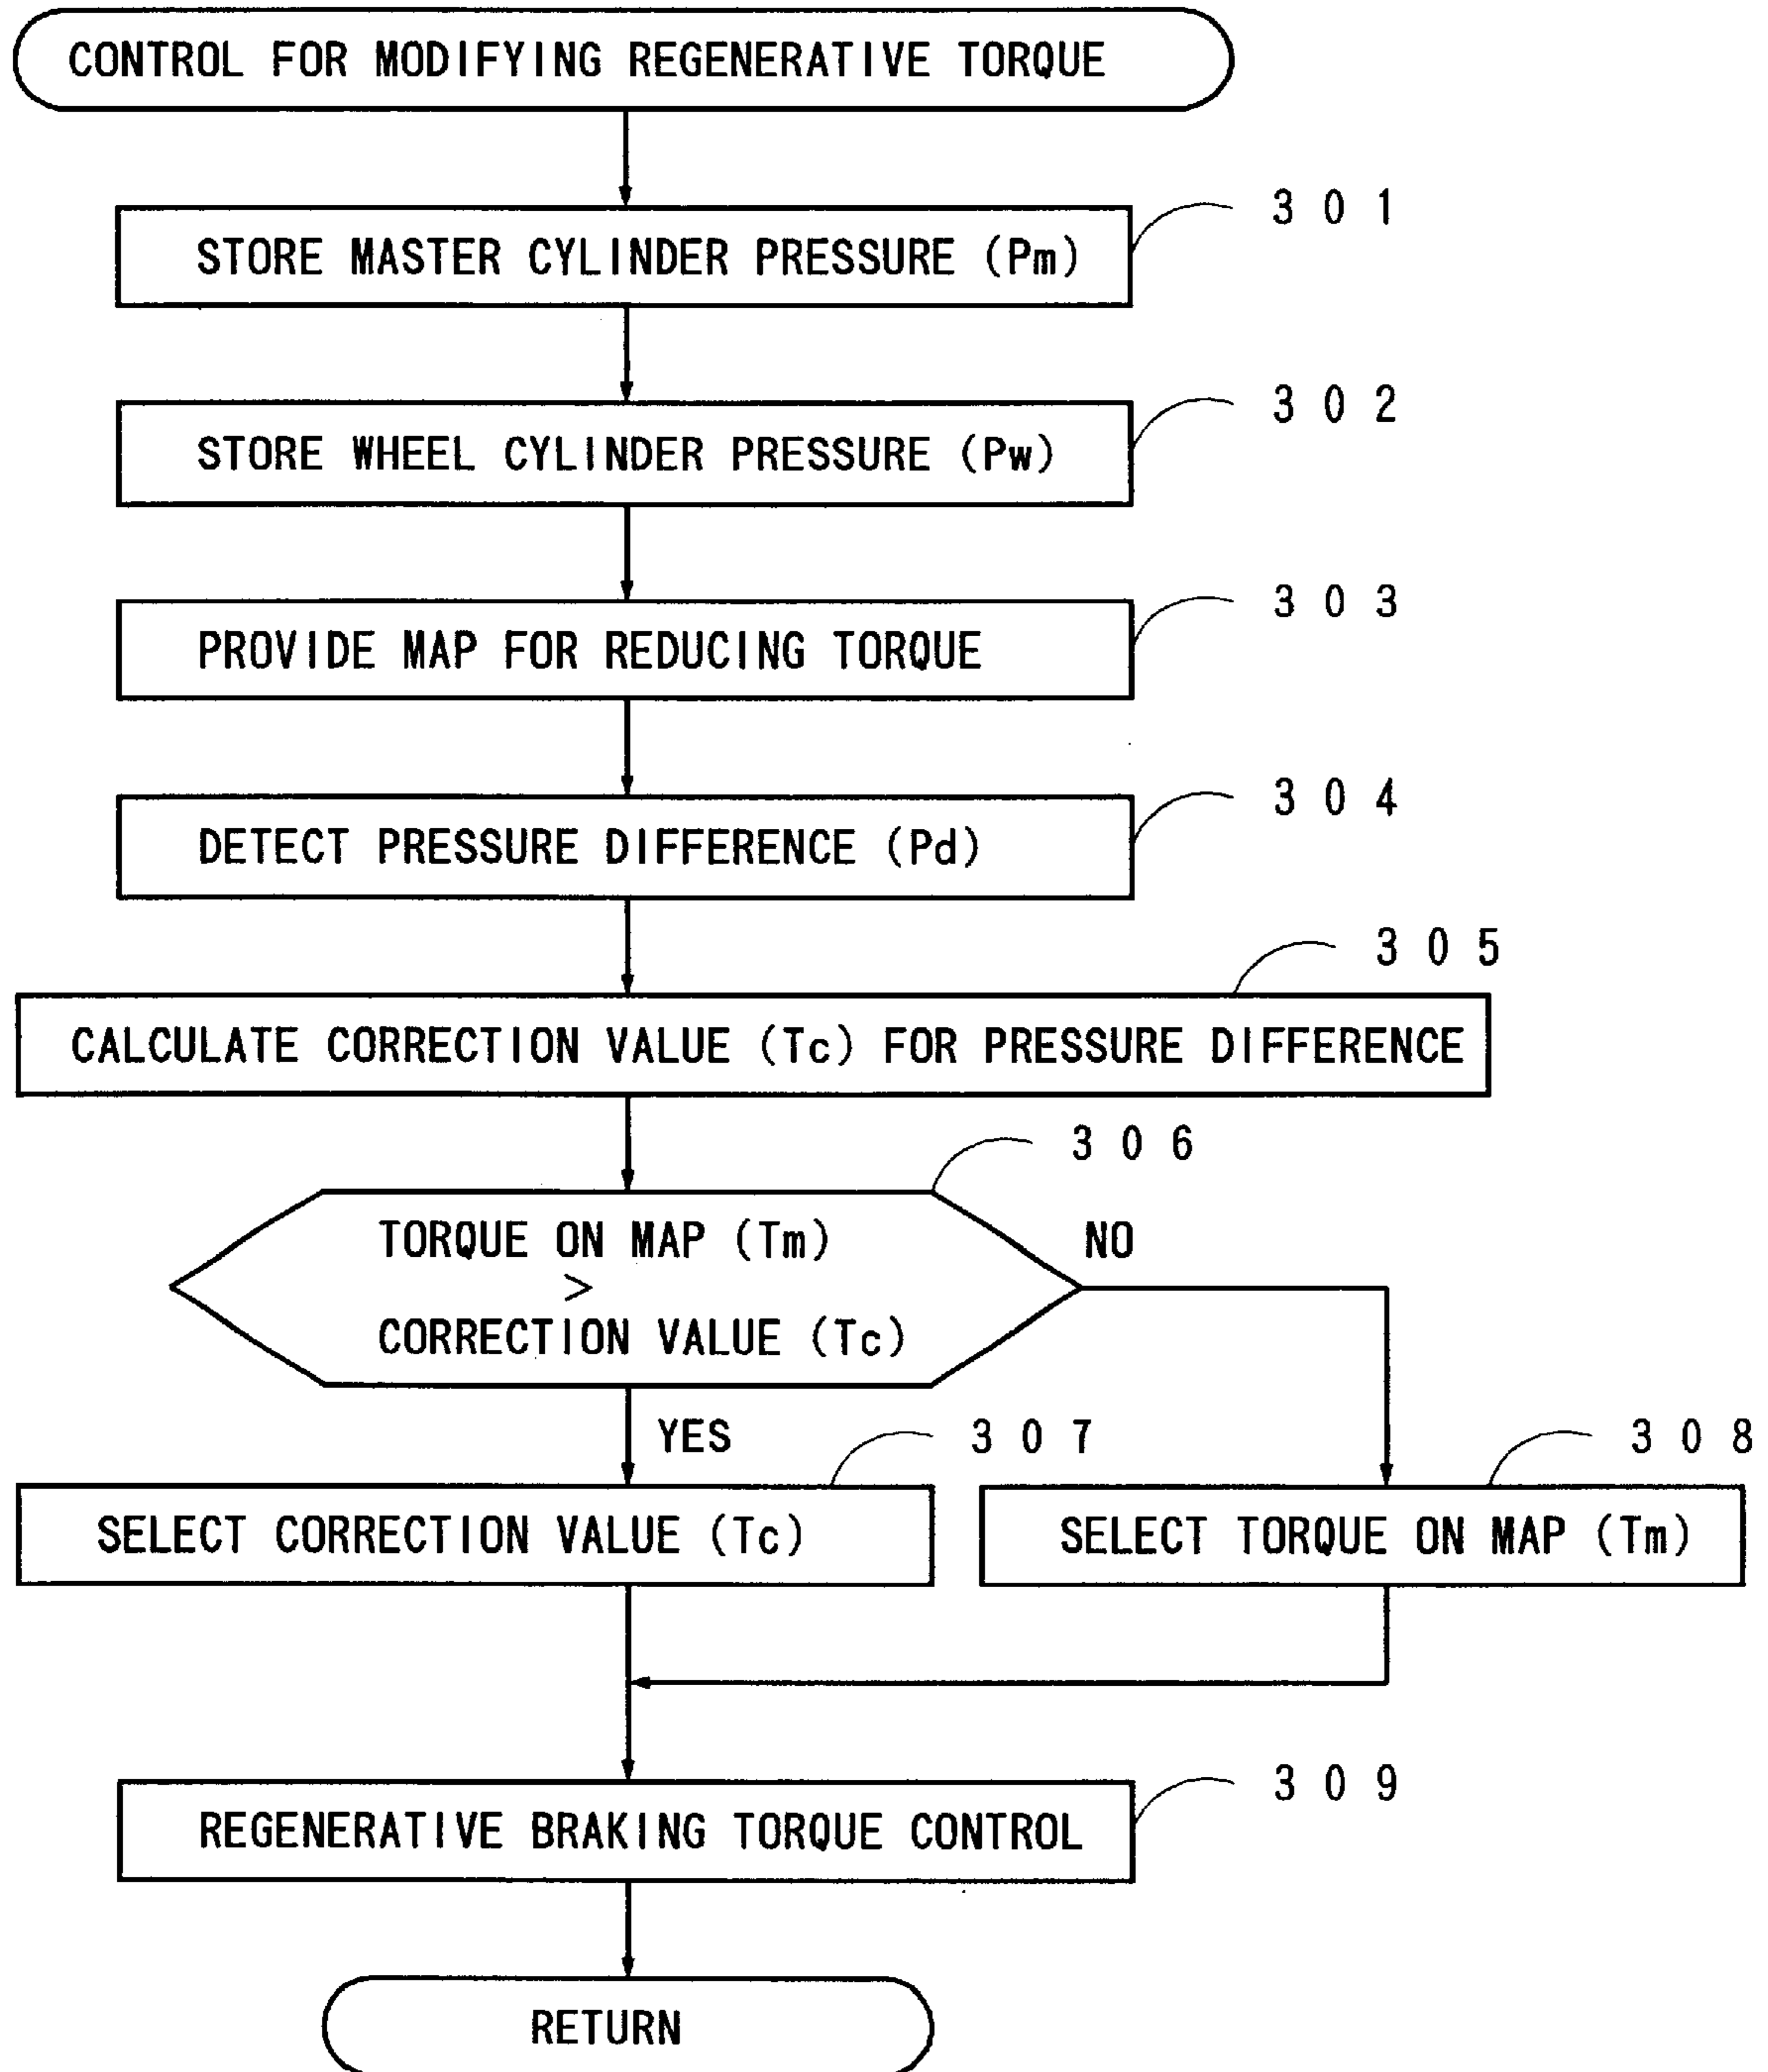 CONTROL FOR MODIFYING REGENERATIVE TORQUE
301
STORE MASTER CYLINDER PRESSURE (Pm)
302
STORE WHEEL CYLINDER PRESSURE (Pw)
303
PROVIDE MAP FOR REDUCING TORQUE
304
DETECT PRESSURE DIFFERENCE (Pd)
305
CALCULATE CORRECTION VALUE (Tc) FOR PRESSURE DIFFERENCE
306
TORQUE ON MAP (Tm)
>
CORRECTION VALUE (Tc)
NO
YES
307
308
SELECT CORRECTION VALUE (Tc)
SELECT TORQUE ON MAP (Tm)
309
REGENERATIVE BRAKING TORQUE CONTROL
RETURN